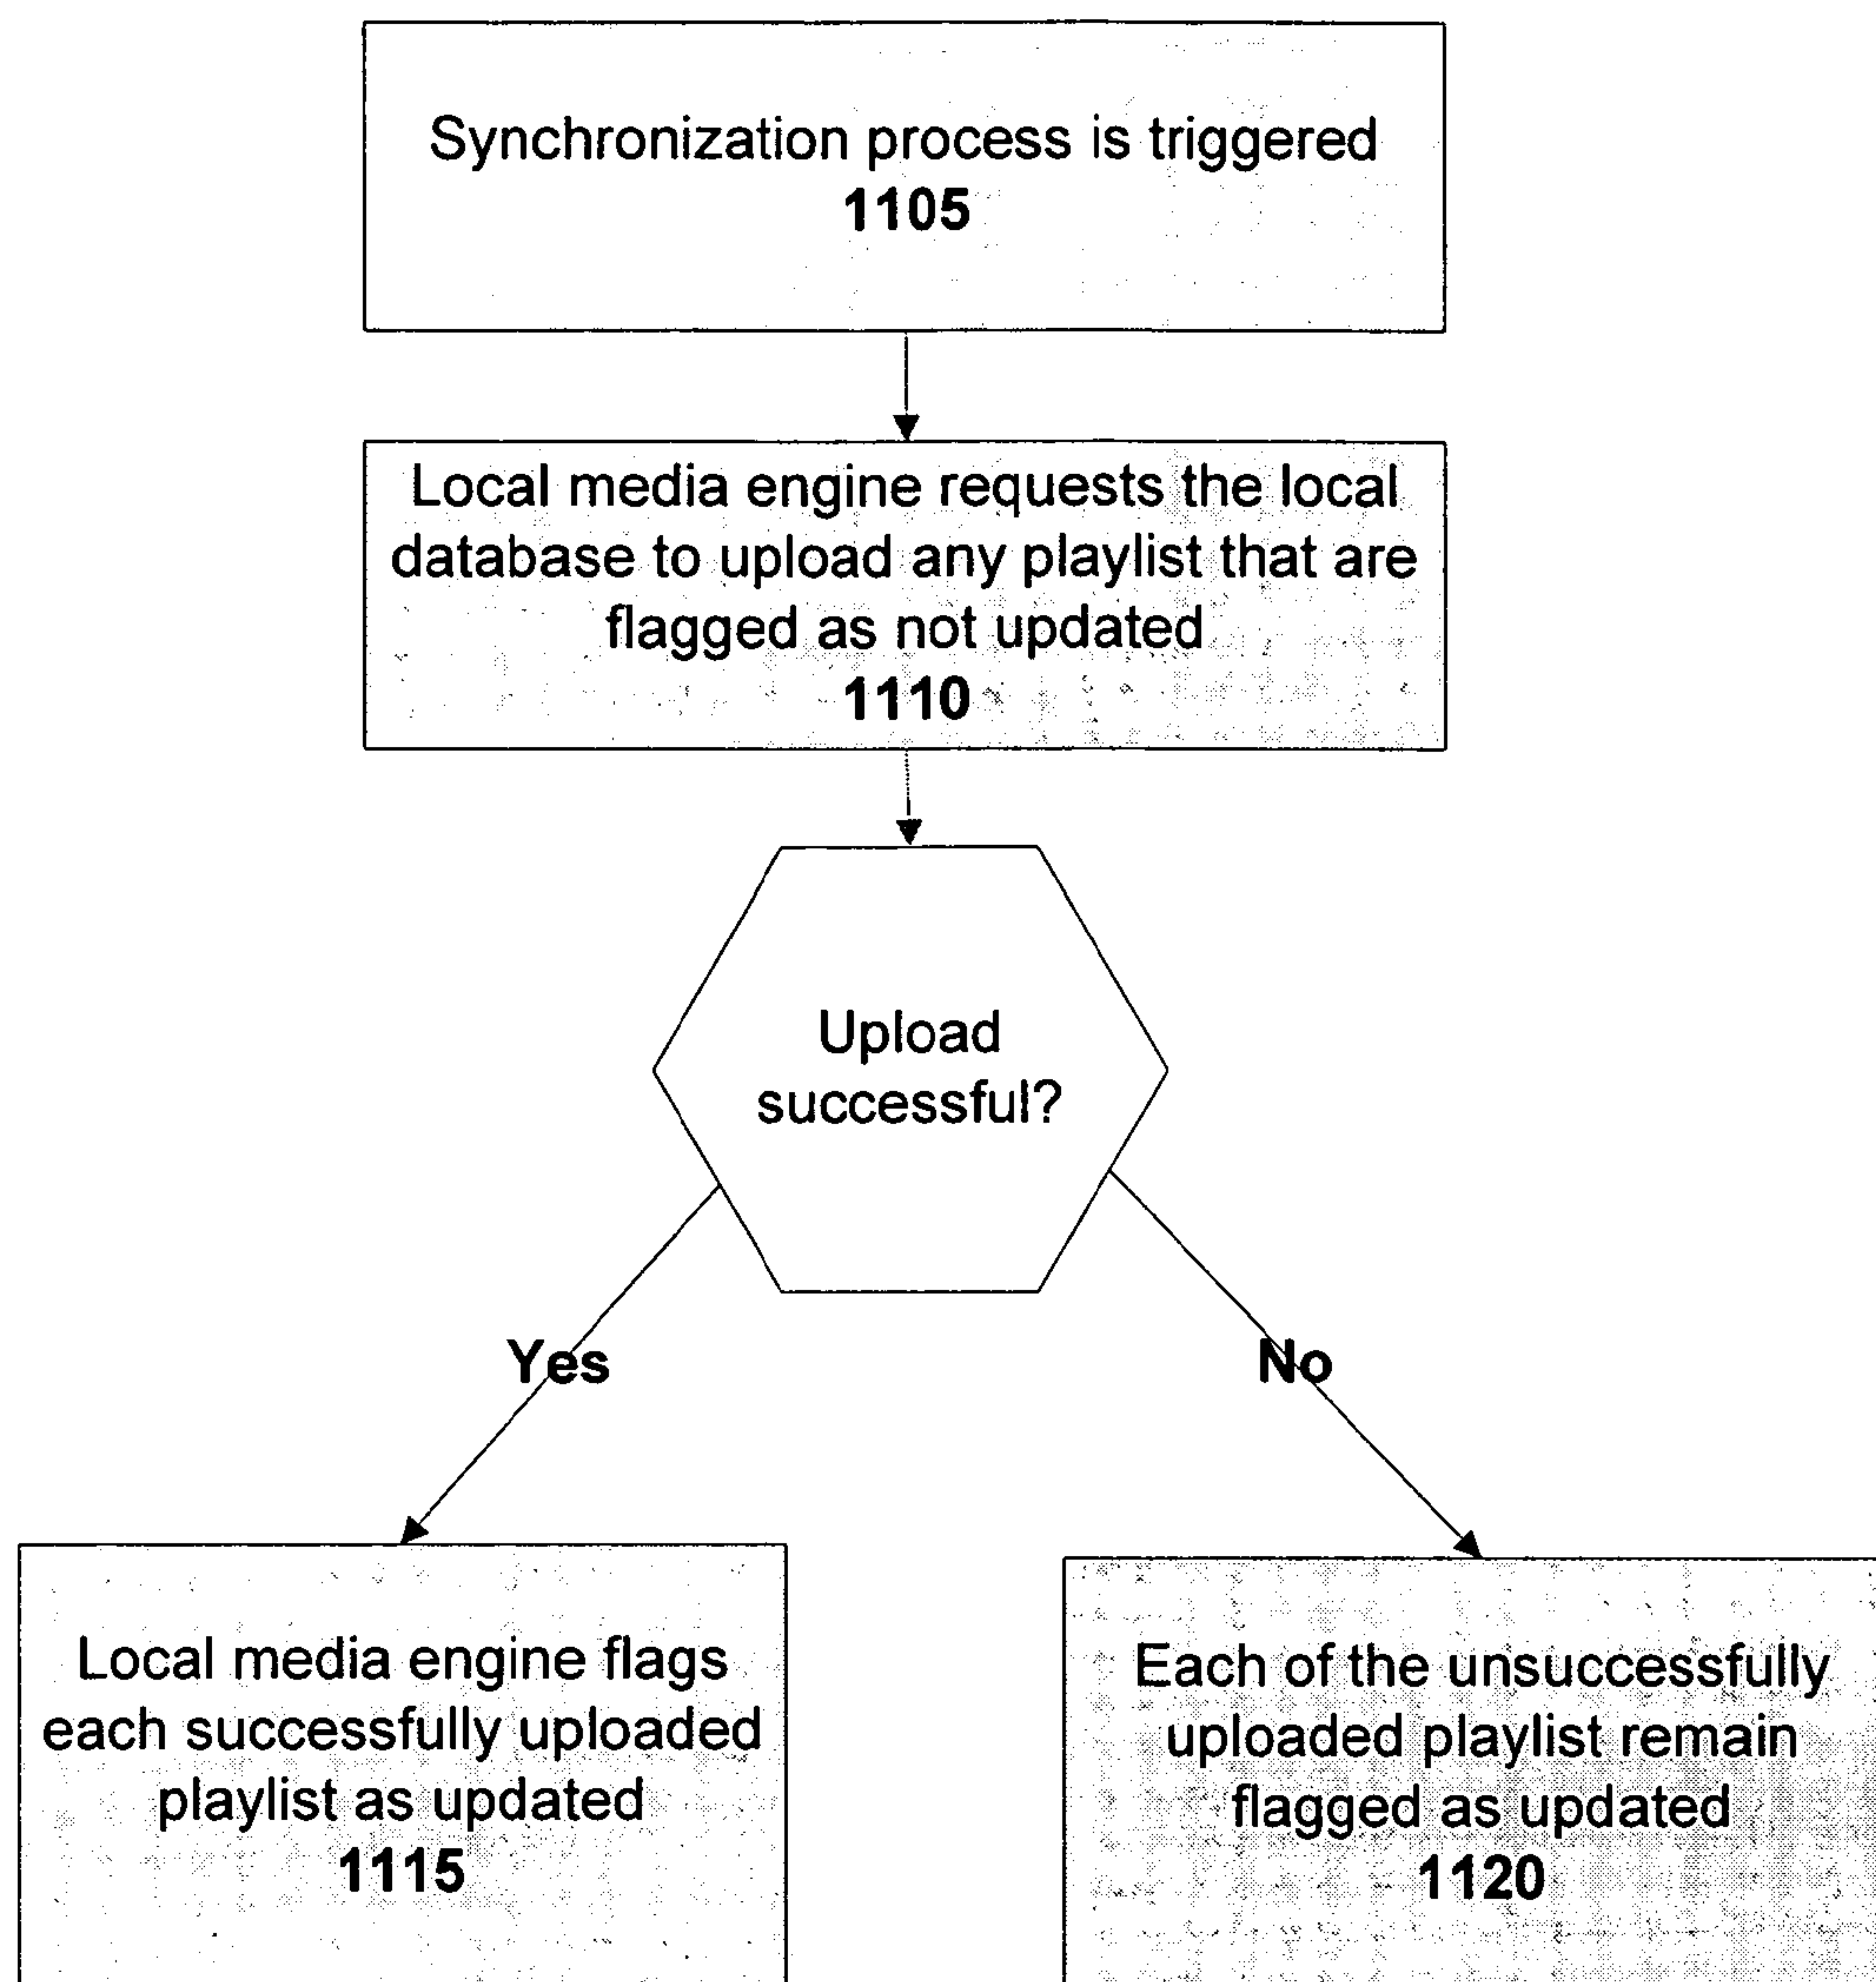 Synchronization process is triggered
1105
Local media engine requests the local
database to upload any playlist that are
flagged as not updated
1110
Upload
successful?
Yes
No
Local media engine flags
each successfully uploaded
playlist as updated
1115
Each of the unsuccessfully
uploaded playlist remain
flagged as updated
1120